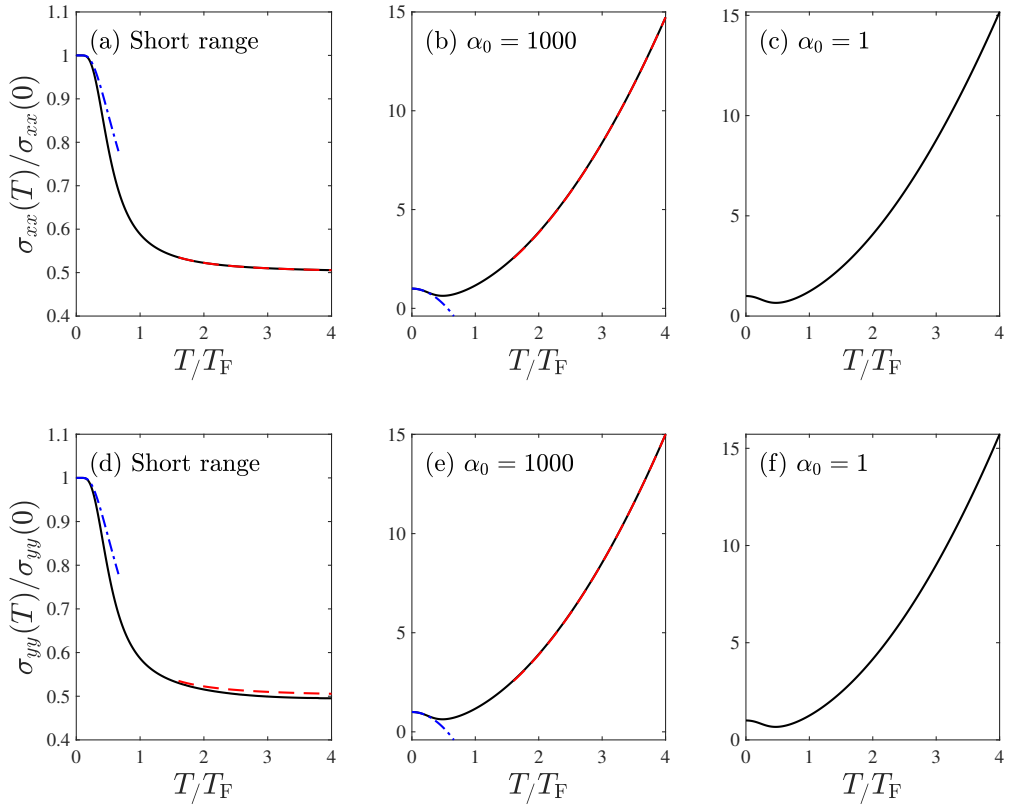 (a) Short range
(b) α₀ = 1000
(c) α₀ = 1
σxx(T)/σxx(0)
1.1
1
0.9
0.8
0.7
0.6
0.5
0.4
0 1 2 3 4
T/TF
15
10
5
0
0 1 2 3 4
T/TF
15
10
5
0
0 1 2 3 4
T/TF
(d) Short range
(e) α₀ = 1000
(f) α₀ = 1
σyy(T)/σyy(0)
1.1
1
0.9
0.8
0.7
0.6
0.5
0.4
0 1 2 3 4
T/TF
15
10
5
0
0 1 2 3 4
T/TF
15
10
5
0
0 1 2 3 4
T/TF